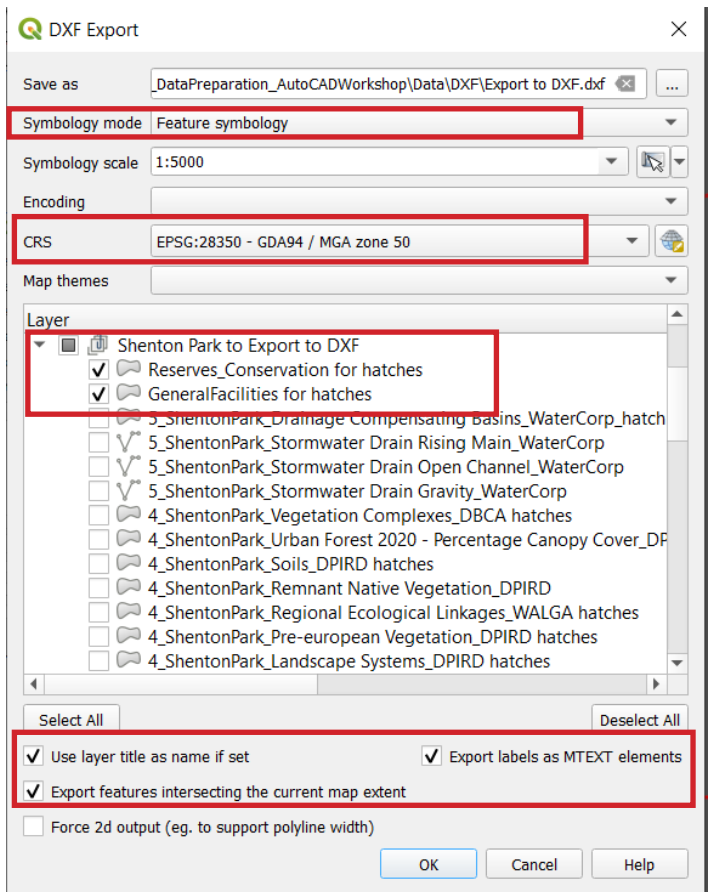 DXF Export
Save as _DataPreparation_AutoCADWorkshop\Data\DXF\Export to DXF.dxf ...
Symbology mode Feature symbology
Symbology scale 1:5000
Encoding
CRS EPSG:28350 - GDA94 / MGA zone 50
Map themes
Layer
Shenton Park to Export to DXF
Reserves_Conservation for hatches
GeneralFacilities for hatches
5_ShentonPark_Drainage Compensating Basins_WaterCorp_hatch
5_ShentonPark_Stormwater Drain Rising Main_WaterCorp
5_ShentonPark_Stormwater Drain Open Channel_WaterCorp
5_ShentonPark_Stormwater Drain Gravity_WaterCorp
4_ShentonPark_Vegetation Complexes_DBCA hatches
4_ShentonPark_Urban Forest 2020 - Percentage Canopy Cover_DP
4_ShentonPark_Soils_DPIRD hatches
4_ShentonPark_Remnant Native Vegetation_DPIRD
4_ShentonPark_Regional Ecological Linkages_WALGA hatches
4_ShentonPark_Pre-european Vegetation_DPIRD hatches
4_ShentonPark_Landscape Systems_DPIRD hatches
Select All Deselect All
Use layer title as name if set Export labels as MTEXT elements
Export features intersecting the current map extent
Force 2d output (eg. to support polyline width)
OK Cancel Help